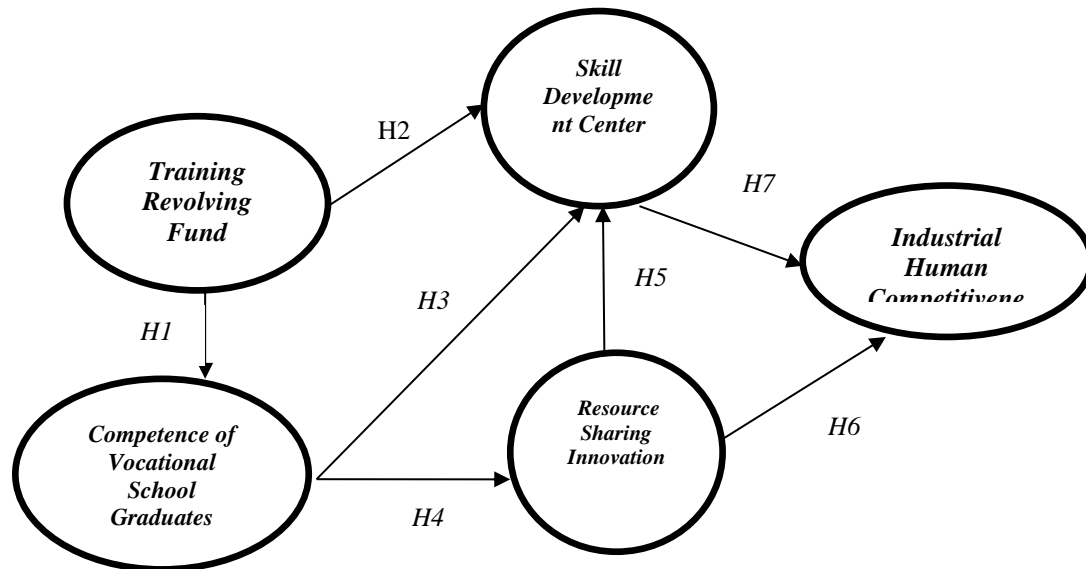 Skill
Developme
nt Center
H2
Training
Revolving
Fund
H7
Industrial
Human
Competitivene
H3
H5
H1
Resource
Sharing
Innovation
H6
Competence of
Vocational
School
Graduates
H4